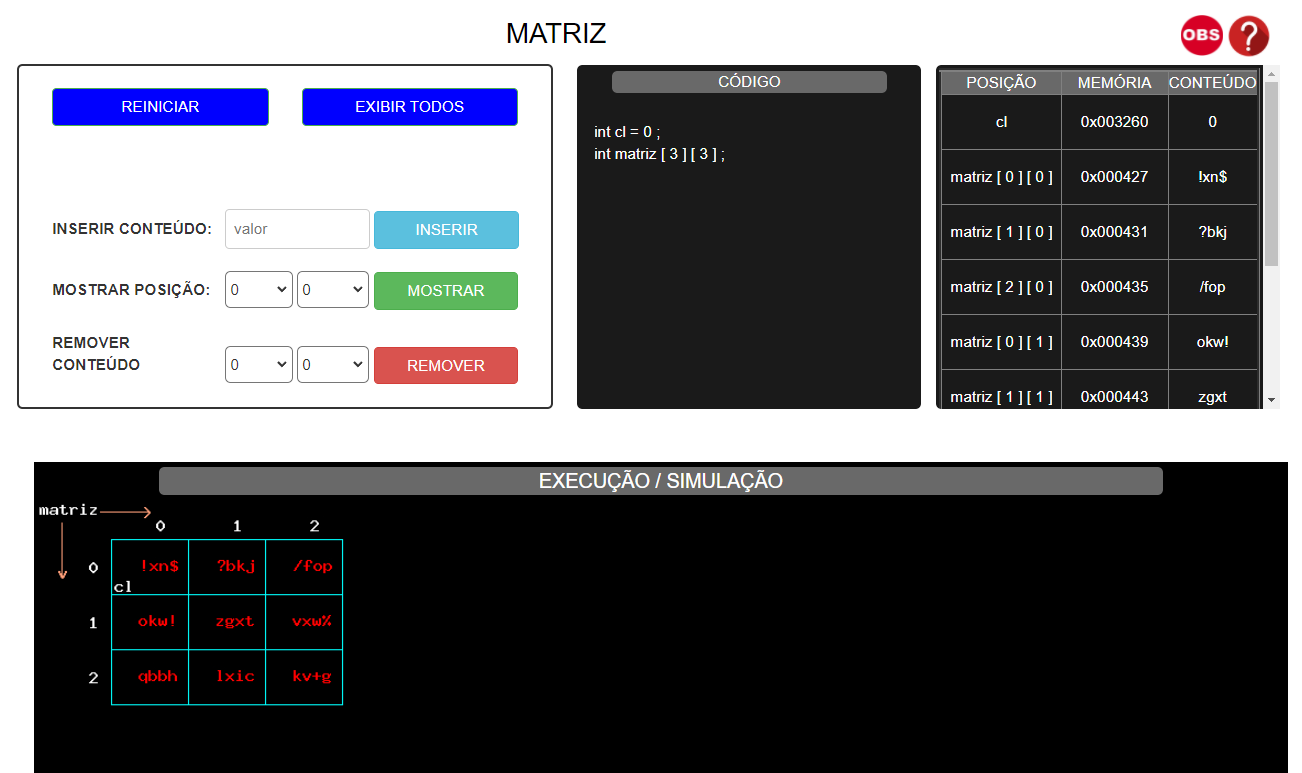 MATRIZ
OBS ?
REINICIAR EXIBIR TODOS
INSERIR CONTEÚDO: valor INSERIR
MOSTRAR POSIÇÃO: 0 0 MOSTRAR
REMOVER
CONTEÚDO 0 0 REMOVER
CÓDIGO
int cl = 0 ;
int matriz [ 3 ] [ 3 ] ;
POSIÇÃO MEMÓRIA CONTEÚDO
cl 0x003260 0
matriz [ 0 ] [ 0 ] 0x000427 !xn$
matriz [ 1 ] [ 0 ] 0x000431 ?bkj
matriz [ 2 ] [ 0 ] 0x000435 /fop
matriz [ 0 ] [ 1 ] 0x000439 okw!
matriz [ 1 ] [ 1 ] 0x000443 zgxt
EXECUÇÃO / SIMULAÇÃO
matriz
0 1 2
0 !xn$ ?bkj /fop
cl
1 okw! zgxt vxw%
2 qbbh lxic kv+g